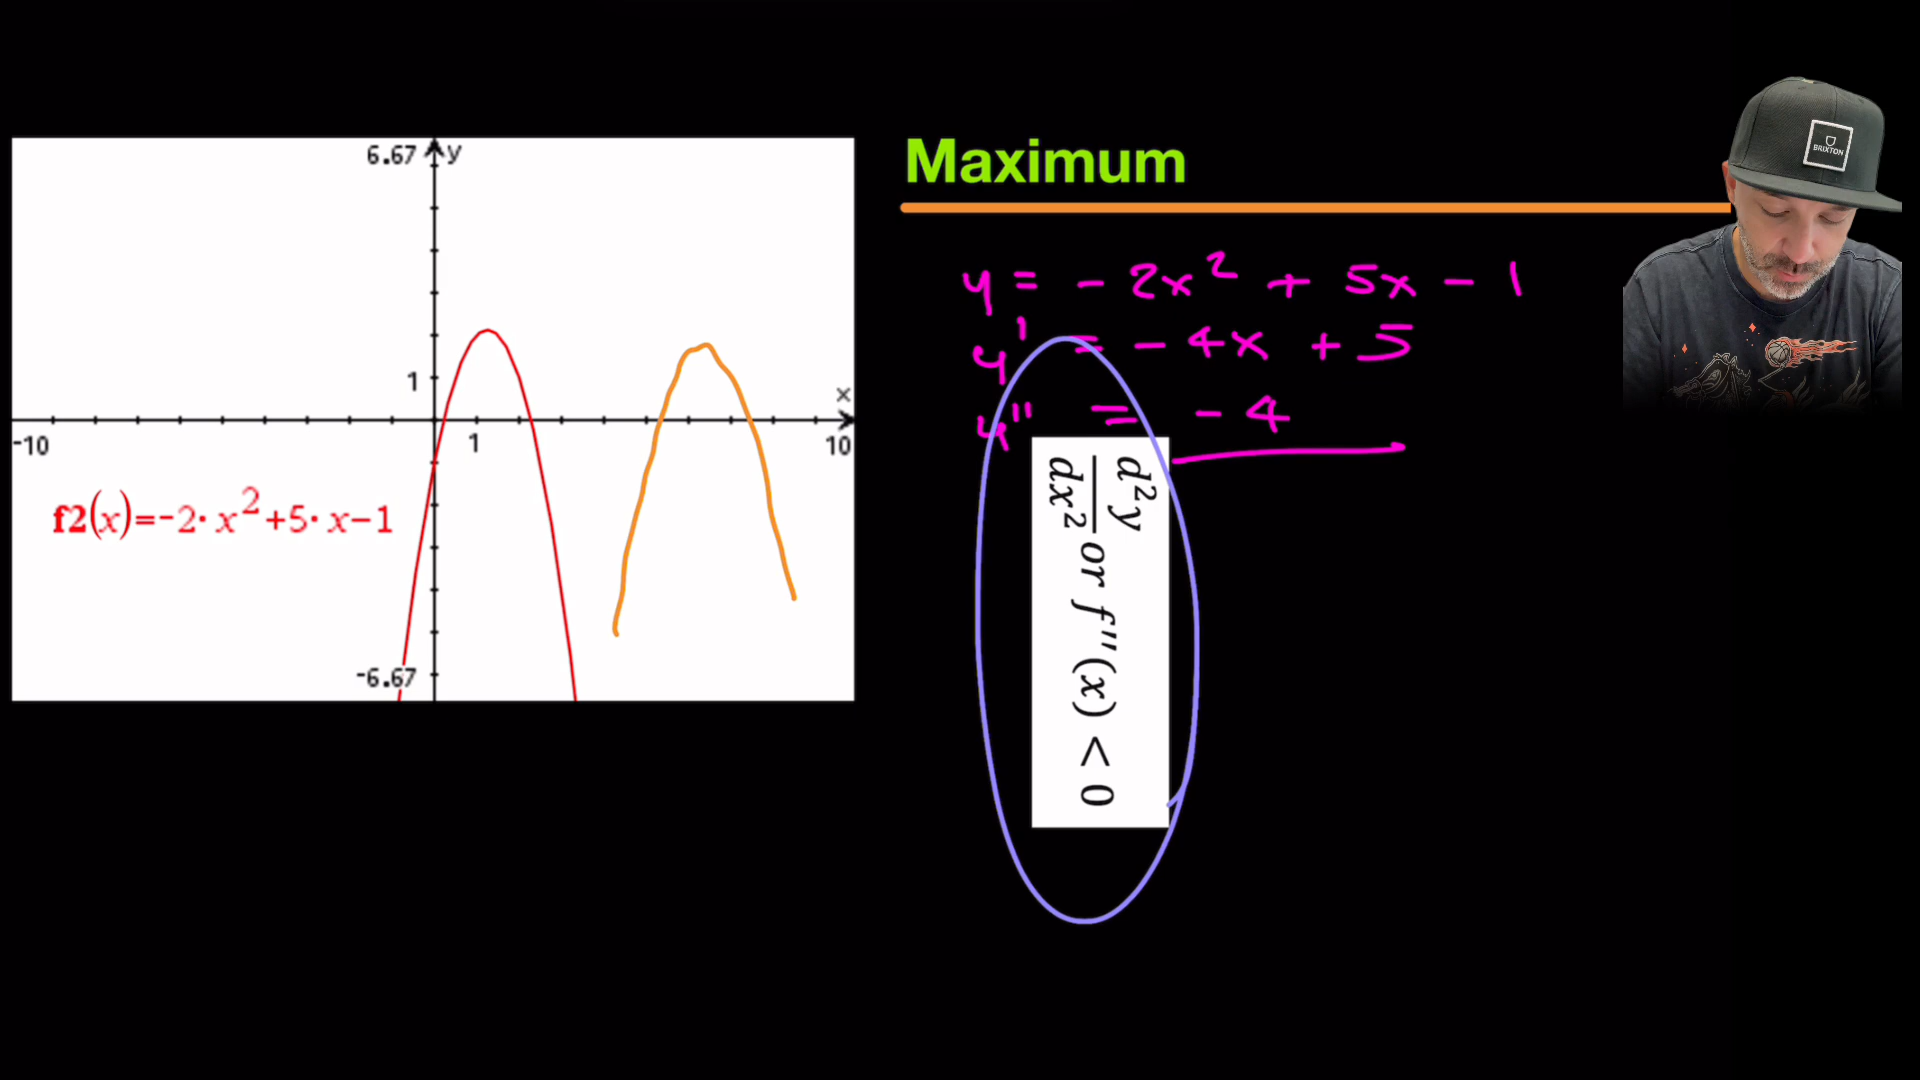 6.67 y
1
x
-10
1
10
f2(x)=-2· x²+5· x-1
-6.67
Maximum
y = - 2x² + 5x - 1
y' = - 4x + 5
y'' = - 4
d²y/dx² or f''(x) < 0
BRIXTON